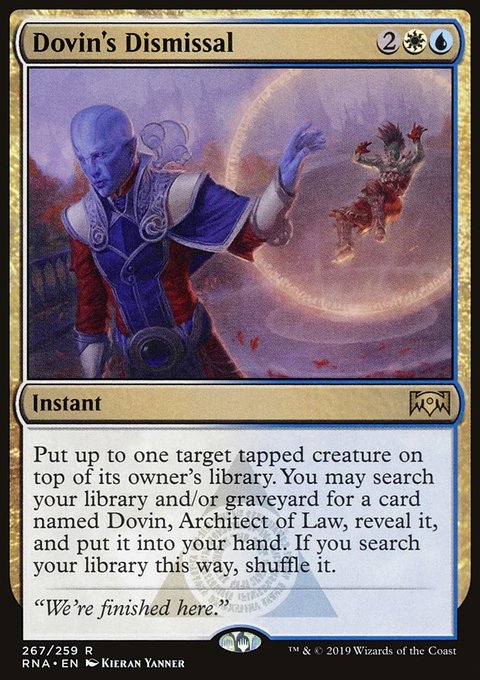 Dovin's Dismissal 2
Instant
Put up to one target tapped creature on
top of its owner's library. You may search
your library and/or graveyard for a card
named Dovin, Architect of Law, reveal it,
and put it into your hand. If you search
your library this way, shuffle it.
“We're finished here.”
267/259 R
RNA • EN Kieran Yanner
™ & © 2019 Wizards of the Coast